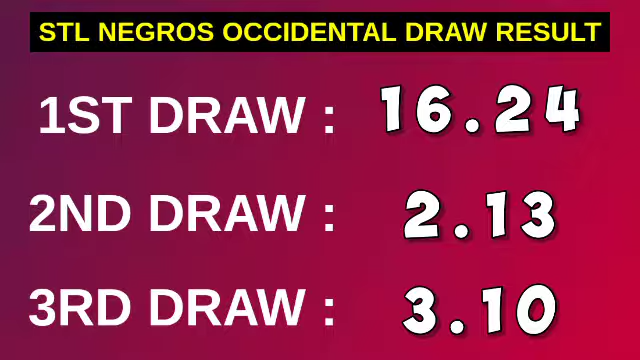 STL NEGROS OCCIDENTAL DRAW RESULT
1ST DRAW : 16.24
2ND DRAW : 2.13
3RD DRAW : 3.10